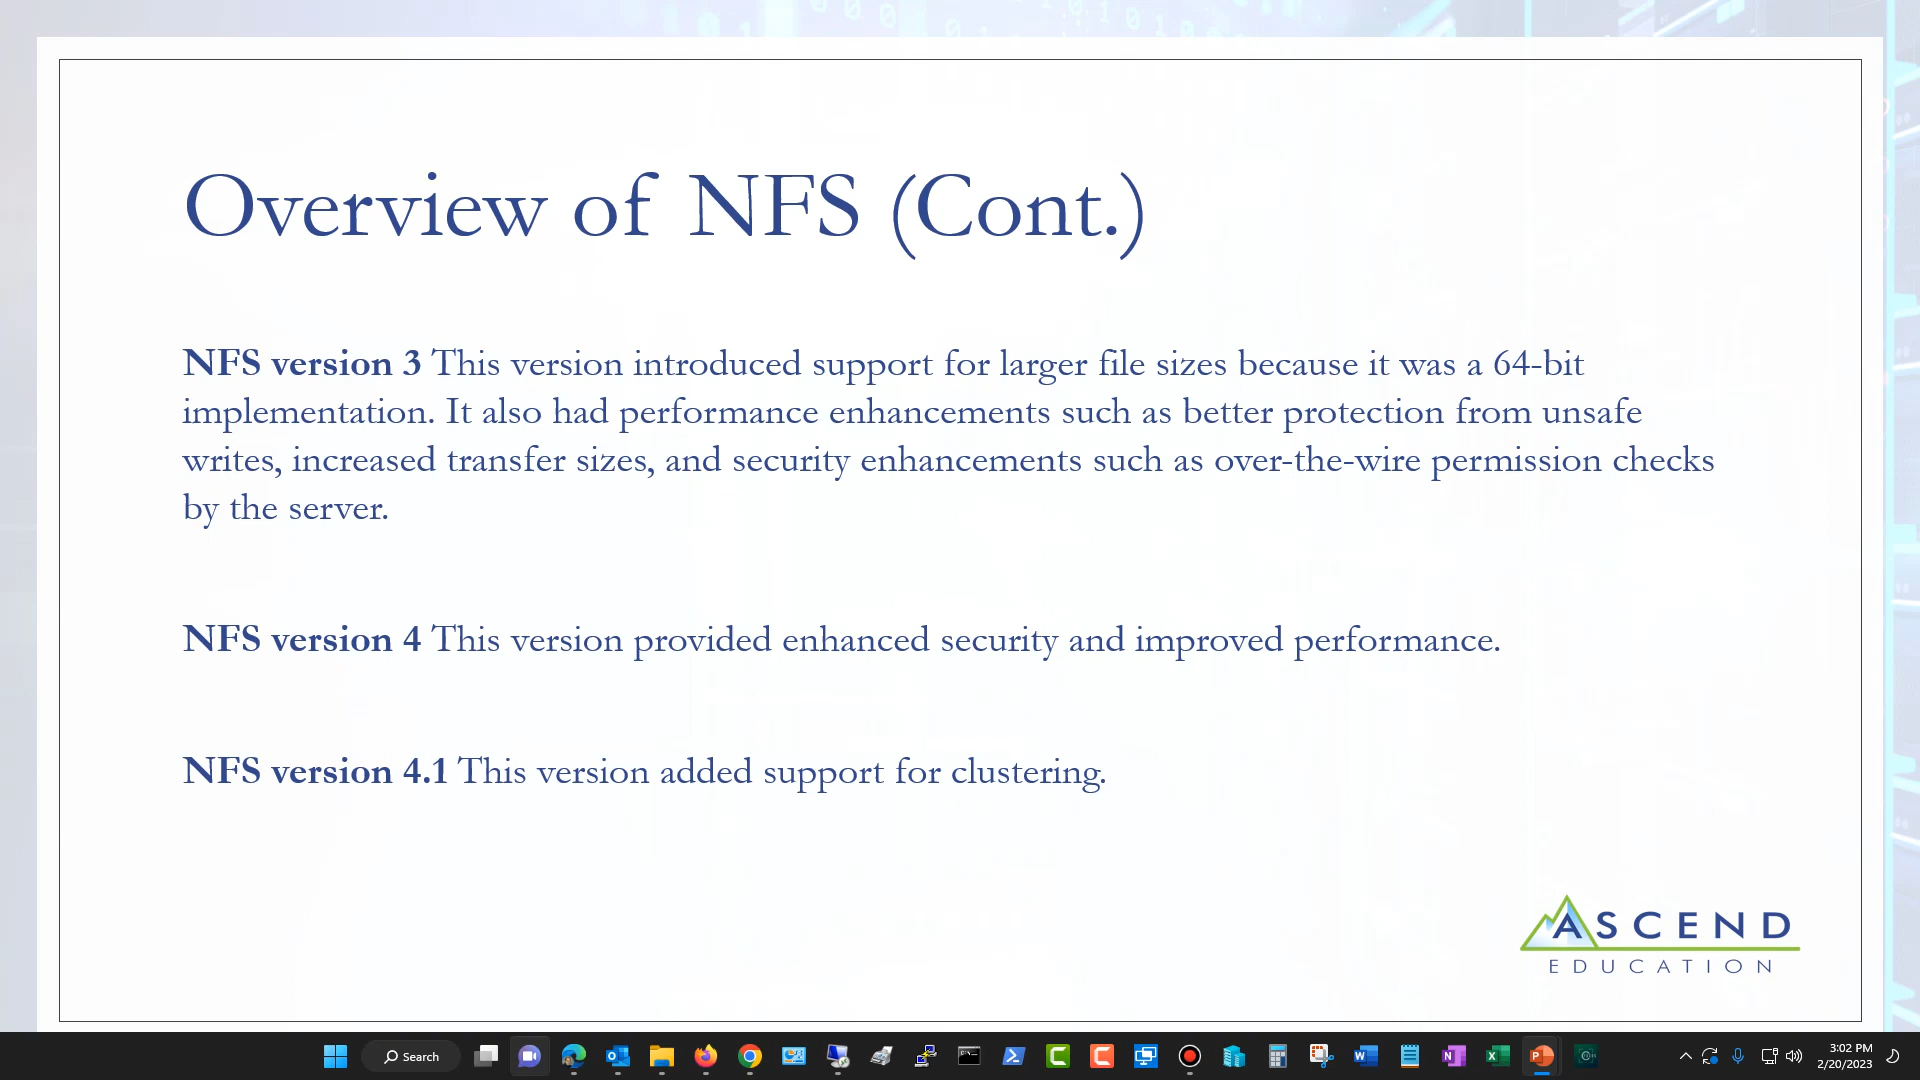 Overview of NFS (Cont.)
NFS version 3 This version introduced support for larger file sizes because it was a 64-bit
implementation. It also had performance enhancements such as better protection from unsafe
writes, increased transfer sizes, and security enhancements such as over-the-wire permission checks
by the server.
NFS version 4 This version provided enhanced security and improved performance.
NFS version 4.1 This version added support for clustering.
ASCEND
EDUCATION
Search
3:02 PM
2/20/2023